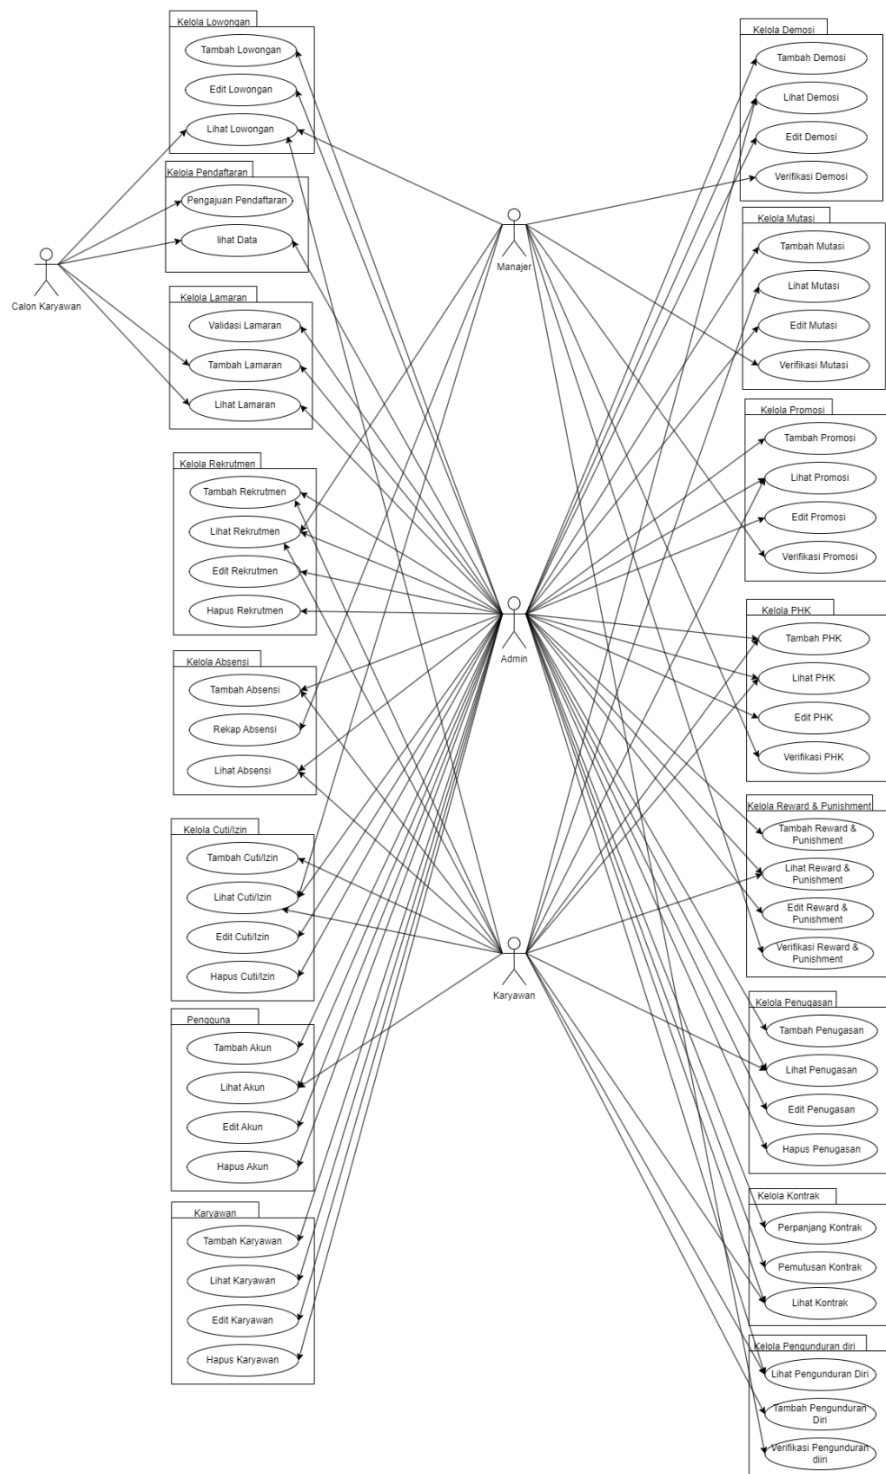 Kelola Lowongan
Tambah Lowongan
Edit Lowongan
Lihat Lowongan
Kelola Pendaftaran
Pengajuan Pendaftaran
lihat Data
Calon Karyawan
Kelola Lamaran
Validasi Lamaran
Tambah Lamaran
Lihat Lamaran
Kelola Rekrutmen
Tambah Rekrutmen
Lihat Rekrutmen
Edit Rekrutmen
Hapus Rekrutmen
Kelola Absensi
Tambah Absensi
Rekap Absensi
Lihat Absensi
Kelola Cuti/Izin
Tambah Cuti/Izin
Lihat Cuti/Izin
Edit Cuti/Izin
Hapus Cuti/Izin
Pengguna
Tambah Akun
Lihat Akun
Edit Akun
Hapus Akun
Karyawan
Tambah Karyawan
Lihat Karyawan
Edit Karyawan
Hapus Karyawan
Manajer
Admin
Karyawan
Kelola Demosi
Tambah Demosi
Lihat Demosi
Edit Demosi
Verifikasi Demosi
Kelola Mutasi
Tambah Mutasi
Lihat Mutasi
Edit Mutasi
Verifikasi Mutasi
Kelola Promosi
Tambah Promosi
Lihat Promosi
Edit Promosi
Verifikasi Promosi
Kelola PHK
Tambah PHK
Lihat PHK
Edit PHK
Verifikasi PHK
Kelola Reward & Punishment
Tambah Reward &
Punishment
Lihat Reward &
Punishment
Edit Reward &
Punishment
Verifikasi Reward &
Punishment
Kelola Penugasan
Tambah Penugasan
Lihat Penugasan
Edit Penugasan
Hapus Penugasan
Kelola Kontrak
Perpanjang Kontrak
Pemutusan Kontrak
Lihat Kontrak
Kelola Pengunduran diri
Lihat Pengunduran Diri
Tambah Pengunduran
Diri
Verifikasi Pengunduran
diiri